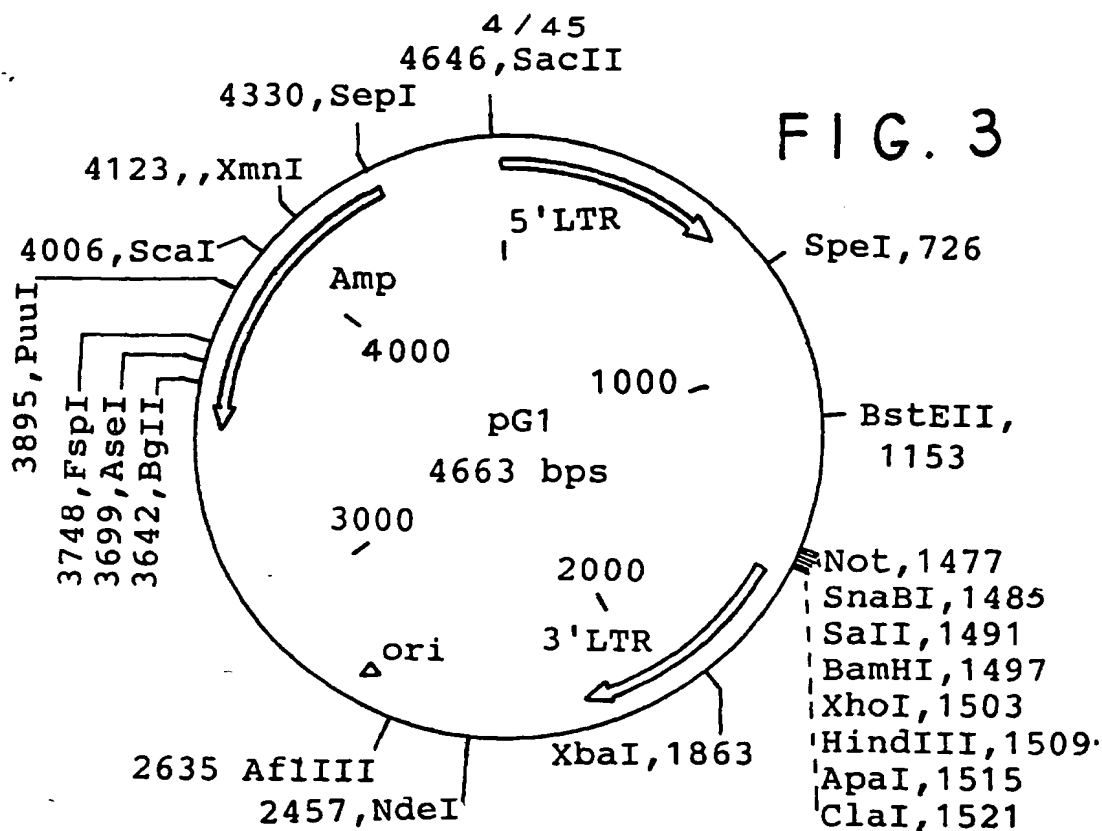 4/45
4646,SacII
4330,SepI
FIG. 3
4123,,XmnI
5'LTR
SpeI,726
4006,ScaI
Amp
4000
1000
3895,PuuI
3748,FspI
3699,AseI
3642,BglI
pG1
4663 bps
BstEII,
1153
3000
2000
3'LTR
ori
Not,1477
SnaBI,1485
SaII,1491
BamHI,1497
XhoI,1503
HindIII,1509
ApaI,1515
ClaI,1521
XbaI,1863
2635 AflIII
2457,NdeI